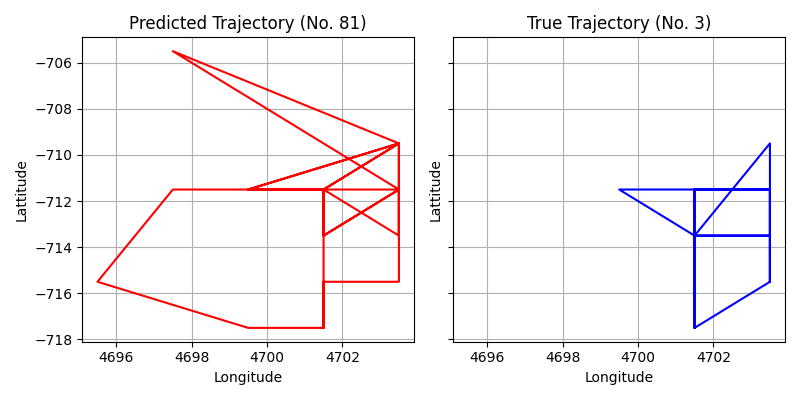 Predicted Trajectory (No. 81)
True Trajectory (No. 3)
Lattitude
−706
−708
−710
−712
−714
−716
−718
4696 4698 4700 4702
Longitude
Lattitude
4696 4698 4700 4702
Longitude